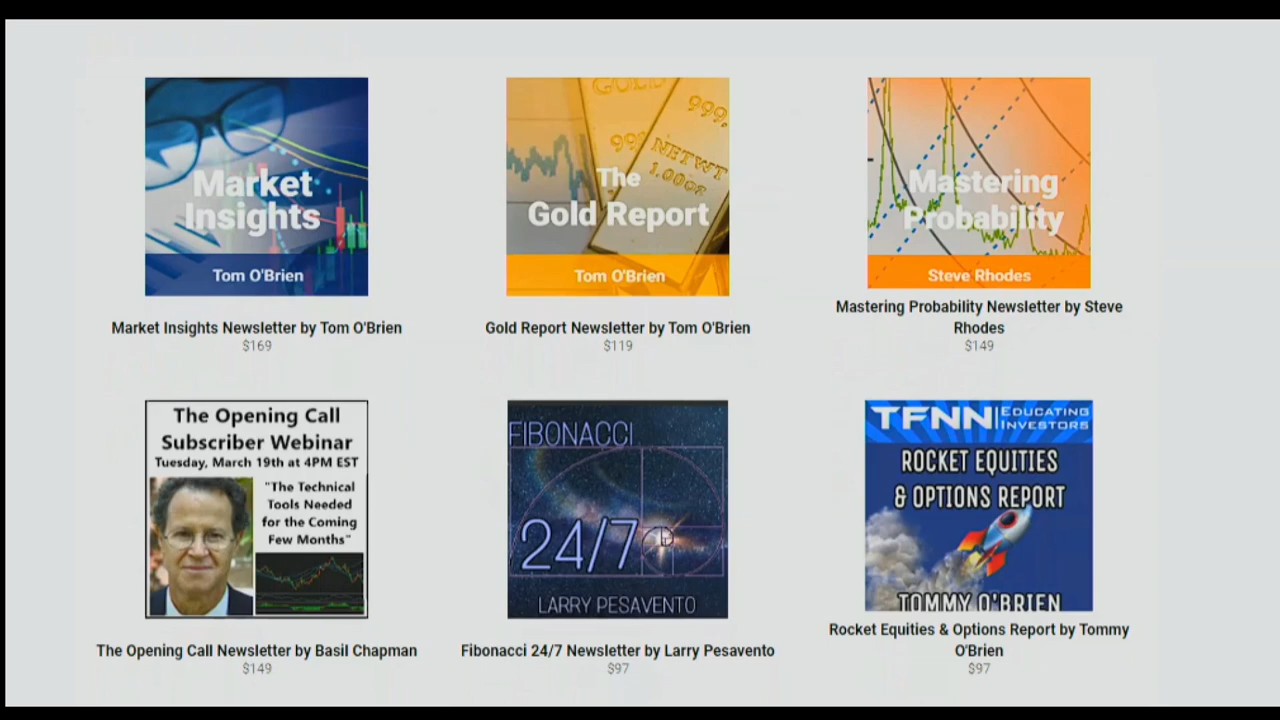 GOLD
999,
999
NETWT
1.000Z
Market
Insights
Tom O'Brien
The
Gold Report
Tom O'Brien
Mastering
Probability
Steve Rhodes
Market Insights Newsletter by Tom O'Brien
$169
Gold Report Newsletter by Tom O'Brien
$119
Mastering Probability Newsletter by Steve
Rhodes
$149
The Opening Call
Subscriber Webinar
Tuesday, March 19th at 4PM EST
"The Technical
Tools Needed
for the Coming
Few Months"
FIBONACCI
24/7
LARRY PESAVENTO
TFNN
EDUCATING
INVESTORS
ROCKET EQUITIES
& OPTIONS REPORT
TOMMY O'BRIEN
The Opening Call Newsletter by Basil Chapman
$149
Fibonacci 24/7 Newsletter by Larry Pesavento
$97
Rocket Equities & Options Report by Tommy
O'Brien
$97